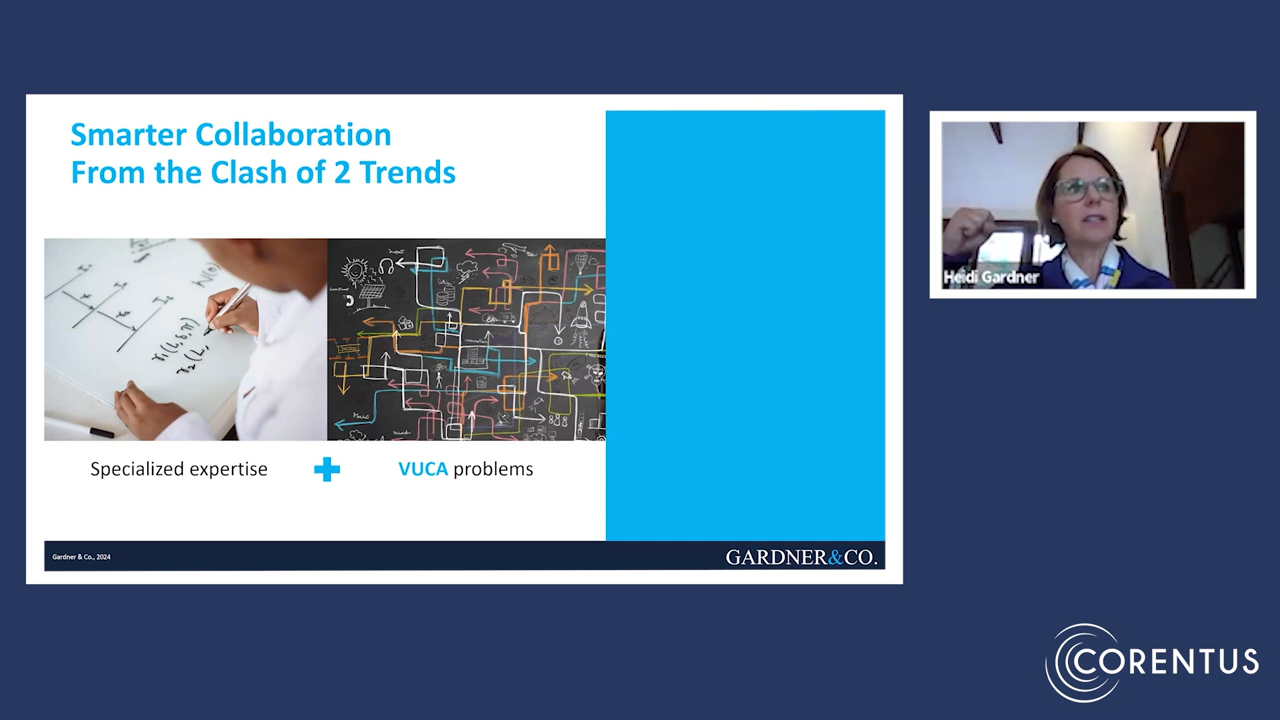 Smarter Collaboration
From the Clash of 2 Trends
Specialized expertise
VUCA problems
Gardner & Co., 2024
GARDNER&CO.
Heidi Gardner
CORENTUS